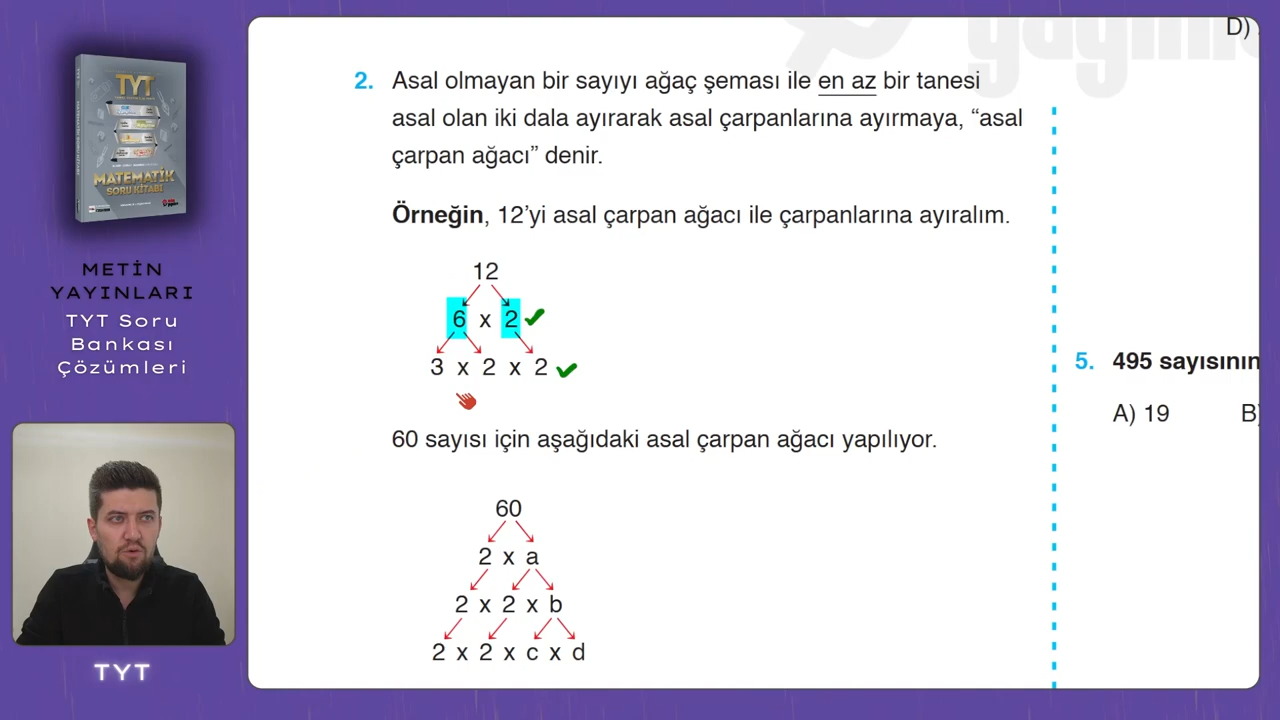 TYT
MATEMATİK
SORU KİTABI
METİN
YAYINLARI
TYT Soru
Bankası
Çözümleri
TYT
D)
2. Asal olmayan bir sayıyı ağaç şeması ile en az bir tanesi
asal olan iki dala ayırarak asal çarpanlarına ayırmaya, “asal
çarpan ağacı” denir.
Örneğin, 12’yi asal çarpan ağacı ile çarpanlarına ayıralım.
12
6 x 2
3 x 2 x 2
60 sayısı için aşağıdaki asal çarpan ağacı yapılıyor.
60
2 x a
2 x 2 x b
2 x 2 x c x d
5. 495 sayısının
A) 19 B)